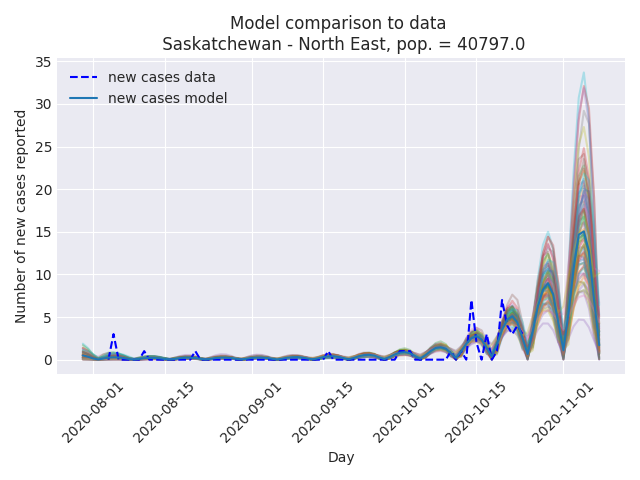 Model comparison to data
Saskatchewan - North East, pop. = 40797.0
new cases data
new cases model
Number of new cases reported
35
30
25
20
15
10
5
0
2020-08-01
2020-08-15
2020-09-01
2020-09-15
2020-10-01
2020-10-15
2020-11-01
Day